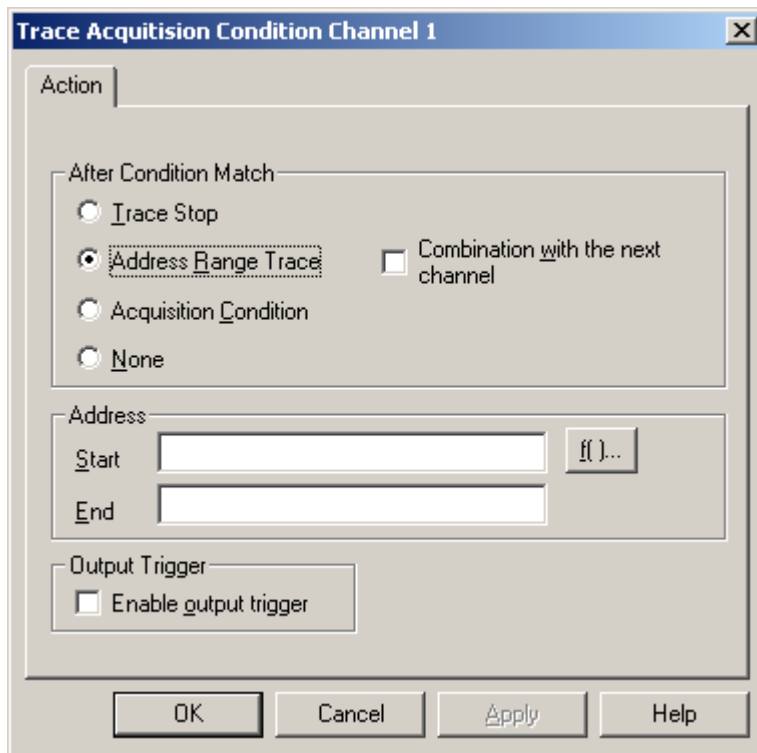 Trace Acquitision Condition Channel 1
Action
After Condition Match
Trace Stop
Address Range Trace
Combination with the next
channel
Acquisition Condition
None
Address
Start
f( )...
End
Output Trigger
Enable output trigger
OK
Cancel
Apply
Help